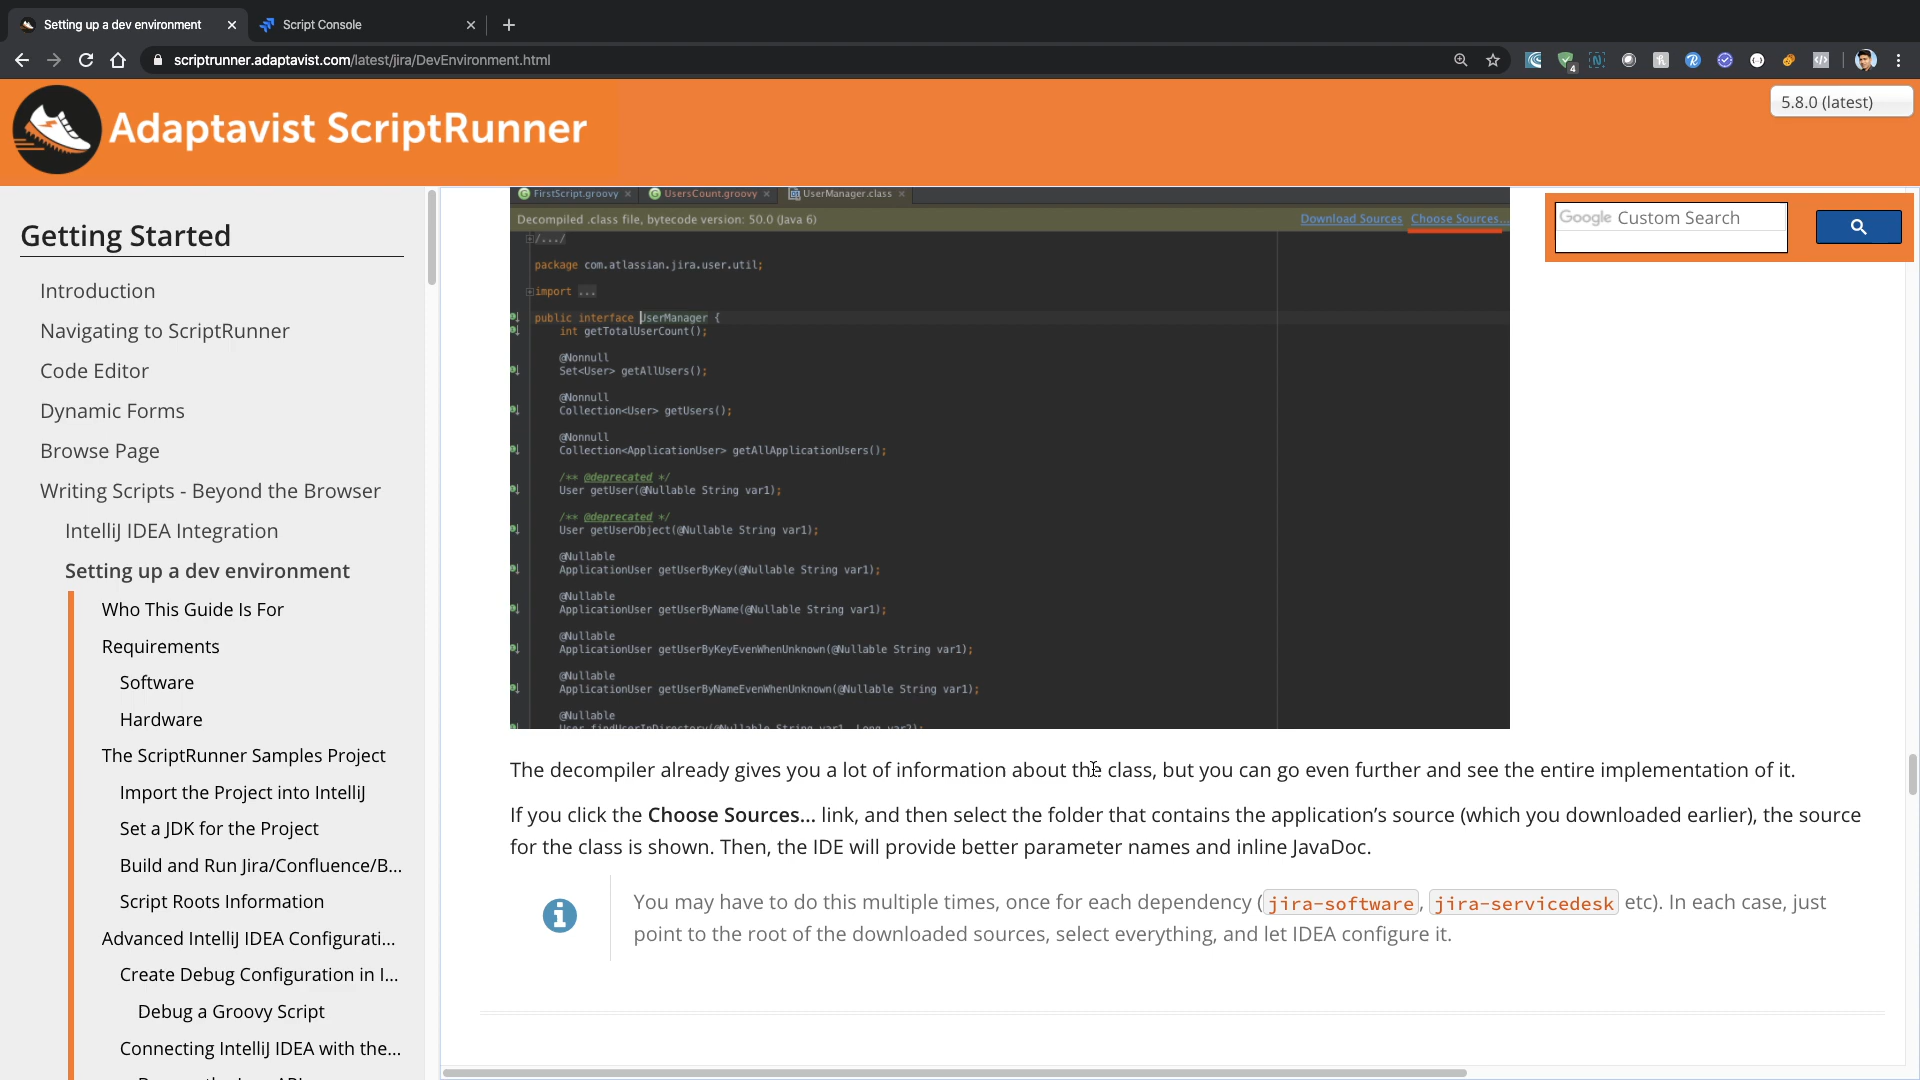 Setting up a dev environment
Script Console
scriptrunner.adaptavist.com/latest/jira/DevEnvironment.html
4
Adaptavist ScriptRunner
5.8.0 (latest)
Google Custom Search
Getting Started
Introduction
Navigating to ScriptRunner
Code Editor
Dynamic Forms
Browse Page
Writing Scripts - Beyond the Browser
IntelliJ IDEA Integration
Setting up a dev environment
Who This Guide Is For
Requirements
Software
Hardware
The ScriptRunner Samples Project
Import the Project into IntelliJ
Set a JDK for the Project
Build and Run Jira/Confluence/B...
Script Roots Information
Advanced IntelliJ IDEA Configurati...
Create Debug Configuration in I...
Debug a Groovy Script
Connecting IntelliJ IDEA with the...
FirstScript.groovy
UsersCount.groovy
UserManager.class
Decompiled .class file, bytecode version: 50.0 (Java 6)
Download Sources Choose Sources...
/.../
package com.atlassian.jira.user.util;
import ...
public interface UserManager {
int getTotalUserCount();
@Nonnull
Set<User> getAllUsers();
@Nonnull
Collection<User> getUsers();
@Nonnull
Collection<ApplicationUser> getAllApplicationUsers();
/** @deprecated */
User getUser(@Nullable String var1);
/** @deprecated */
User getUserObject(@Nullable String var1);
@Nullable
ApplicationUser getUserByKey(@Nullable String var1);
@Nullable
ApplicationUser getUserByName(@Nullable String var1);
@Nullable
ApplicationUser getUserByKeyEvenWhenUnknown(@Nullable String var1);
@Nullable
ApplicationUser getUserByNameEvenWhenUnknown(@Nullable String var1);
@Nullable
User findUserInDirectory(@Nullable String var1, Long var2);
The decompiler already gives you a lot of information about the class, but you can go even further and see the entire implementation of it.
If you click the Choose Sources... link, and then select the folder that contains the application's source (which you downloaded earlier), the source
for the class is shown. Then, the IDE will provide better parameter names and inline JavaDoc.
You may have to do this multiple times, once for each dependency (jira-software, jira-servicedesk etc). In each case, just
point to the root of the downloaded sources, select everything, and let IDEA configure it.